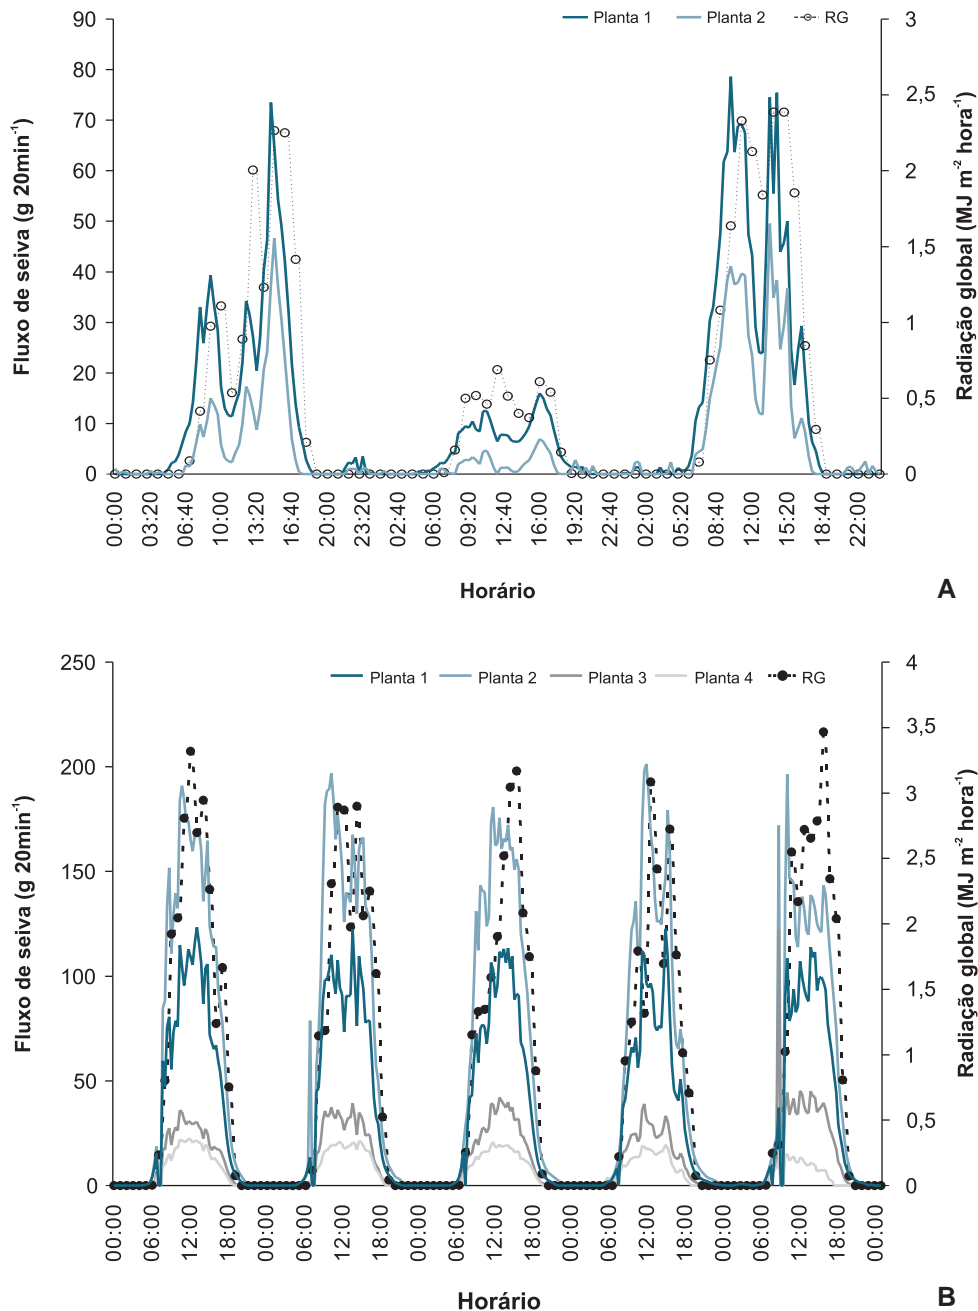 Planta 1 Planta 2 RG
90
80
70
60
50
40
30
20
10
0
Fluxo de seiva (g 20min⁻¹)
3
2,5
2
1,5
1
0,5
0
Radiação global (MJ m⁻² hora⁻¹)
00:00 03:20 06:40 10:00 13:20 16:40 20:00 23:20 02:40 06:00 09:20 12:40 16:00 19:20 22:40 02:00 05:20 08:40 12:00 15:20 18:40 22:00
Horário
A
Planta 1 Planta 2 Planta 3 Planta 4 RG
250
200
150
100
50
0
Fluxo de seiva (g 20min⁻¹)
4
3,5
3
2,5
2
1,5
1
0,5
0
Radiação global (MJ m⁻² hora⁻¹)
00:00 06:00 12:00 18:00 00:00 06:00 12:00 18:00 00:00 06:00 12:00 18:00 00:00 06:00 12:00 18:00 00:00 06:00 12:00 18:00 00:00
Horário
B